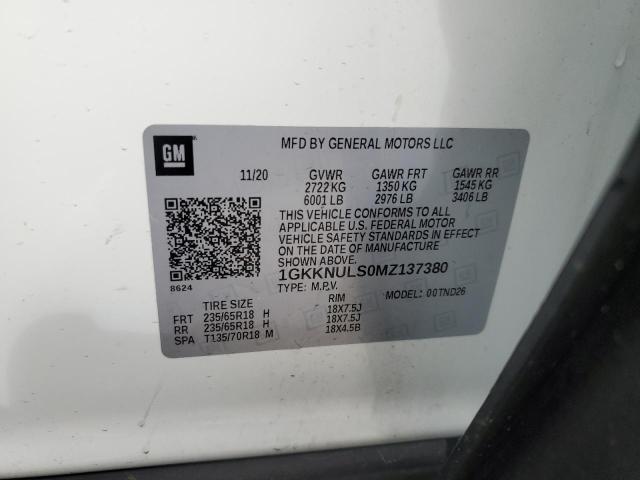 GM
MFD BY GENERAL MOTORS LLC
11/20 GVWR GAWR FRT GAWR RR
2722 KG 1350 KG 1545 KG
6001 LB 2976 LB 3406 LB
THIS VEHICLE CONFORMS TO ALL
APPLICABLE U.S. FEDERAL MOTOR
VEHICLE SAFETY STANDARDS IN EFFECT
ON THE DATE OF MANUFACTURE
SHOWN ABOVE.
1GKKNULS0MZ137380
8624
TYPE: M.P.V. MODEL: 00TND26
TIRE SIZE RIM
FRT 235/65R18 H 18X7.5J
RR 235/65R18 H 18X7.5J
SPA T135/70R18 M 18X4.5B